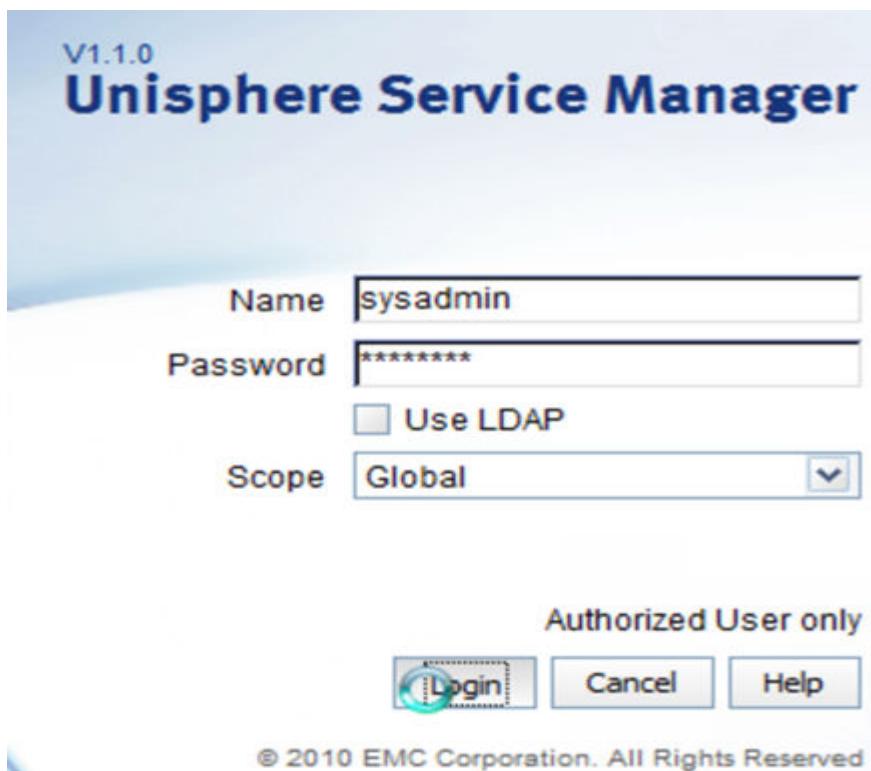 V1.1.0
Unisphere Service Manager
Name sysadmin
Password ********
Use LDAP
Scope Global
Authorized User only
Login Cancel Help
© 2010 EMC Corporation. All Rights Reserved